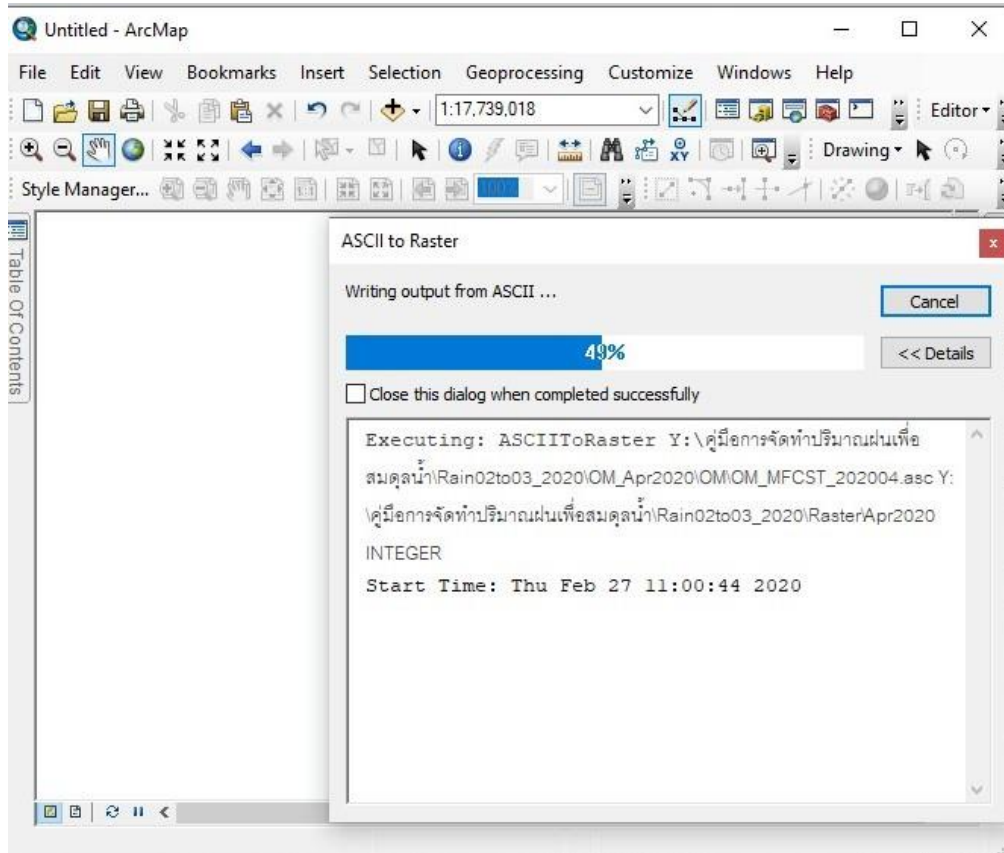 Untitled - ArcMap
File Edit View Bookmarks Insert Selection Geoprocessing Customize Windows Help
1:17,739,018 Editor
Drawing
Style Manager... 100%
Table Of Contents
ASCII to Raster
Writing output from ASCII ...
Cancel
49%
<< Details
Close this dialog when completed successfully
Executing: ASCIIToRaster Y:\คู่มือการจัดทำปริมาณฝนเพื่อ
สมดุลน้ำ\Rain02to03_2020\OM_Apr2020\OM\OM_MFCST_202004.asc Y:
\คู่มือการจัดทำปริมาณฝนเพื่อสมดุลน้ำ\Rain02to03_2020\Raster\Apr2020
INTEGER
Start Time: Thu Feb 27 11:00:44 2020